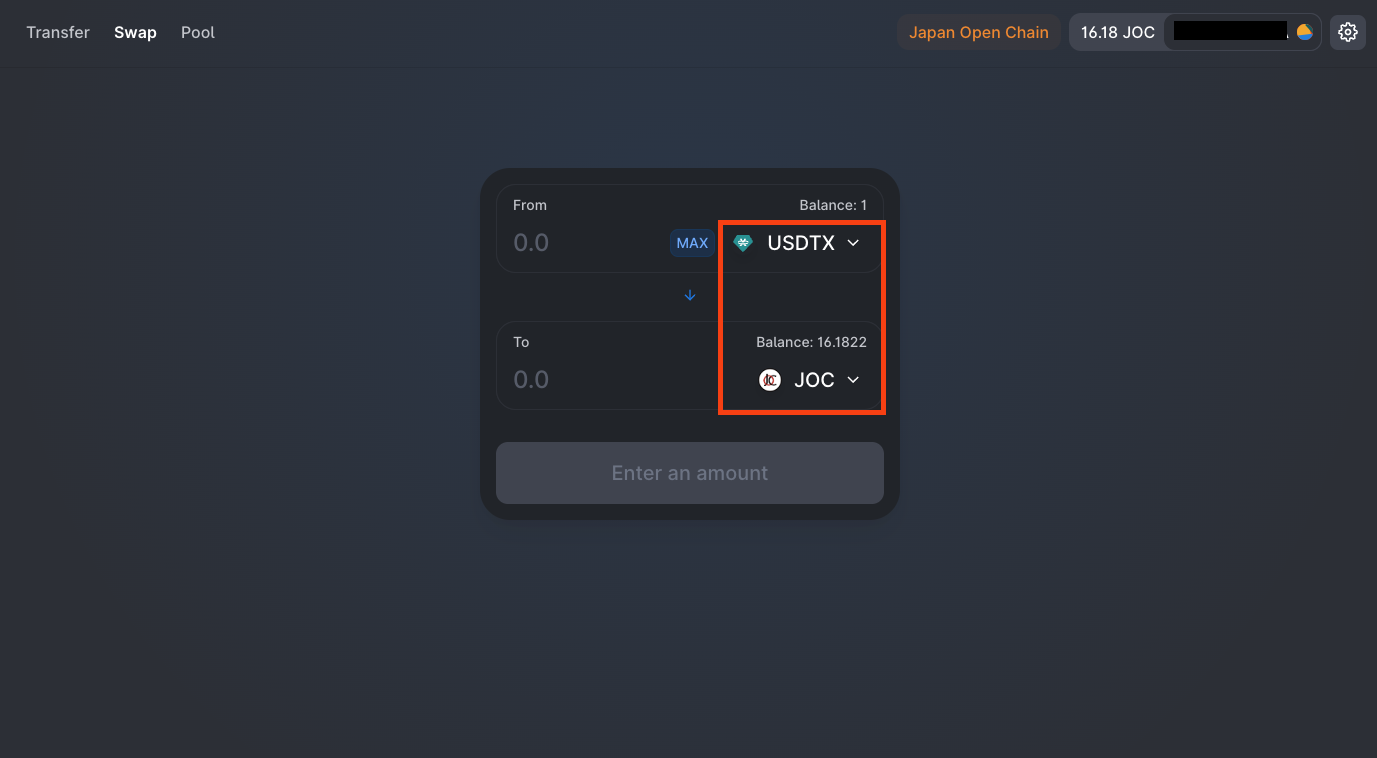 Transfer Swap Pool Japan Open Chain 16.18 JOC
From Balance: 1
0.0 MAX USDTX
To Balance: 16.1822
0.0 JOC
Enter an amount